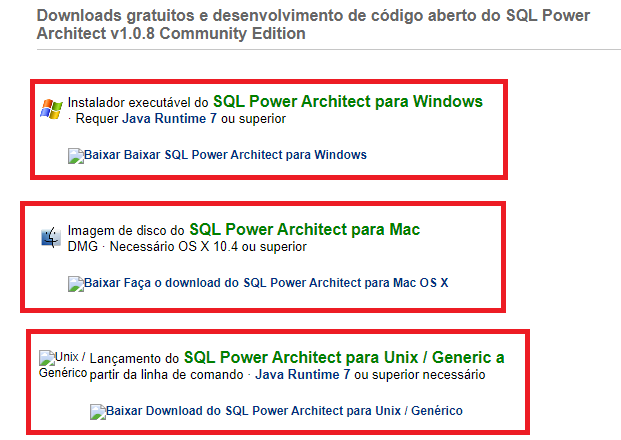 Downloads gratuitos e desenvolvimento de código aberto do SQL Power
Architect v1.0.8 Community Edition
Instalador executável do SQL Power Architect para Windows
· Requer Java Runtime 7 ou superior
Baixar Baixar SQL Power Architect para Windows
Imagem de disco do SQL Power Architect para Mac
DMG · Necessário OS X 10.4 ou superior
Baixar Faça o download do SQL Power Architect para Mac OS X
Unix / Lançamento do SQL Power Architect para Unix / Generic a
Genérico partir da linha de comando · Java Runtime 7 ou superior necessário
Baixar Download do SQL Power Architect para Unix / Genérico